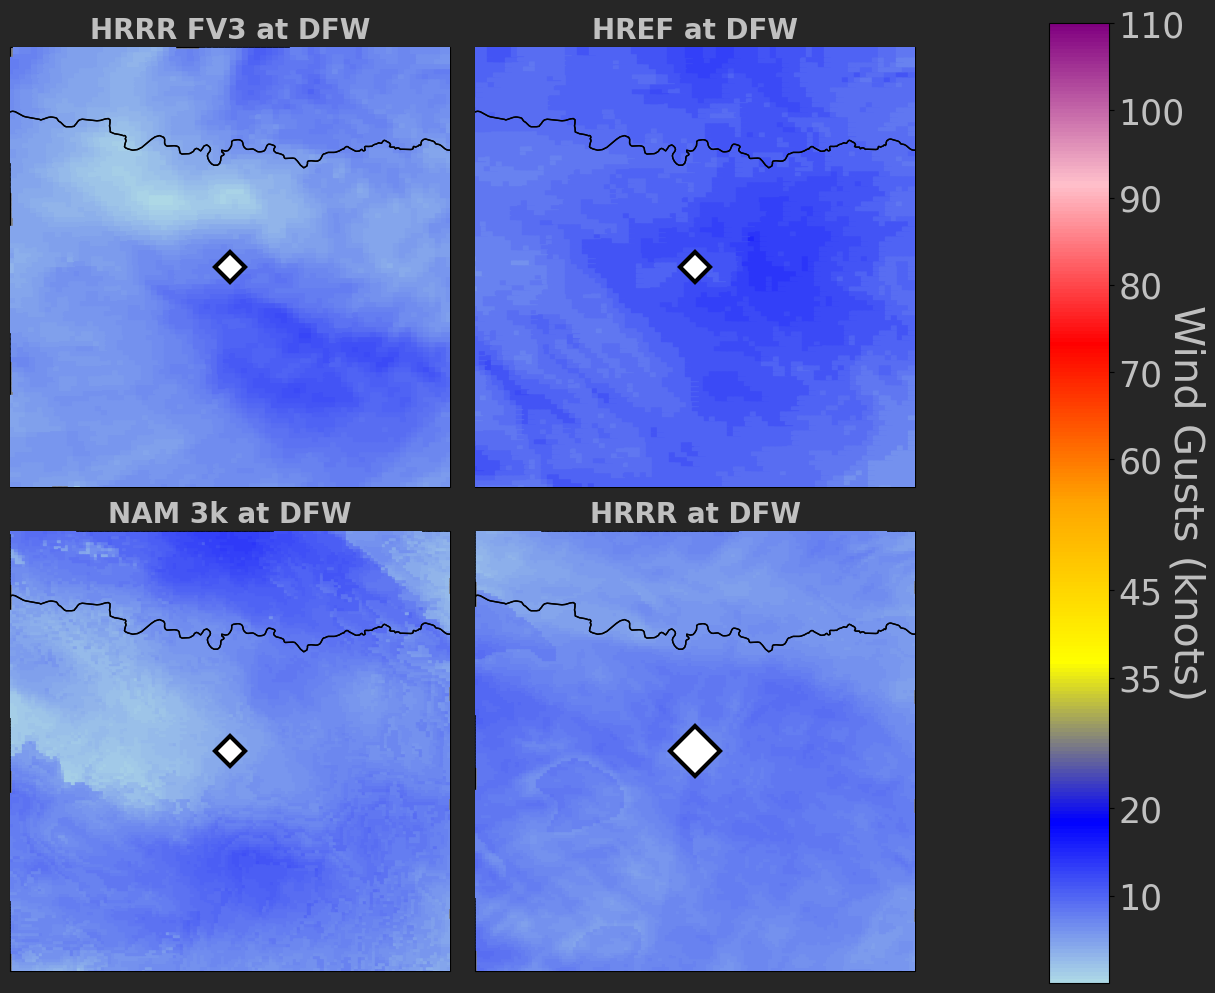 HRRR FV3 at DFW
HREF at DFW
NAM 3k at DFW
HRRR at DFW
110
100
90
80
70
60
45
35
20
10
Wind Gusts (knots)